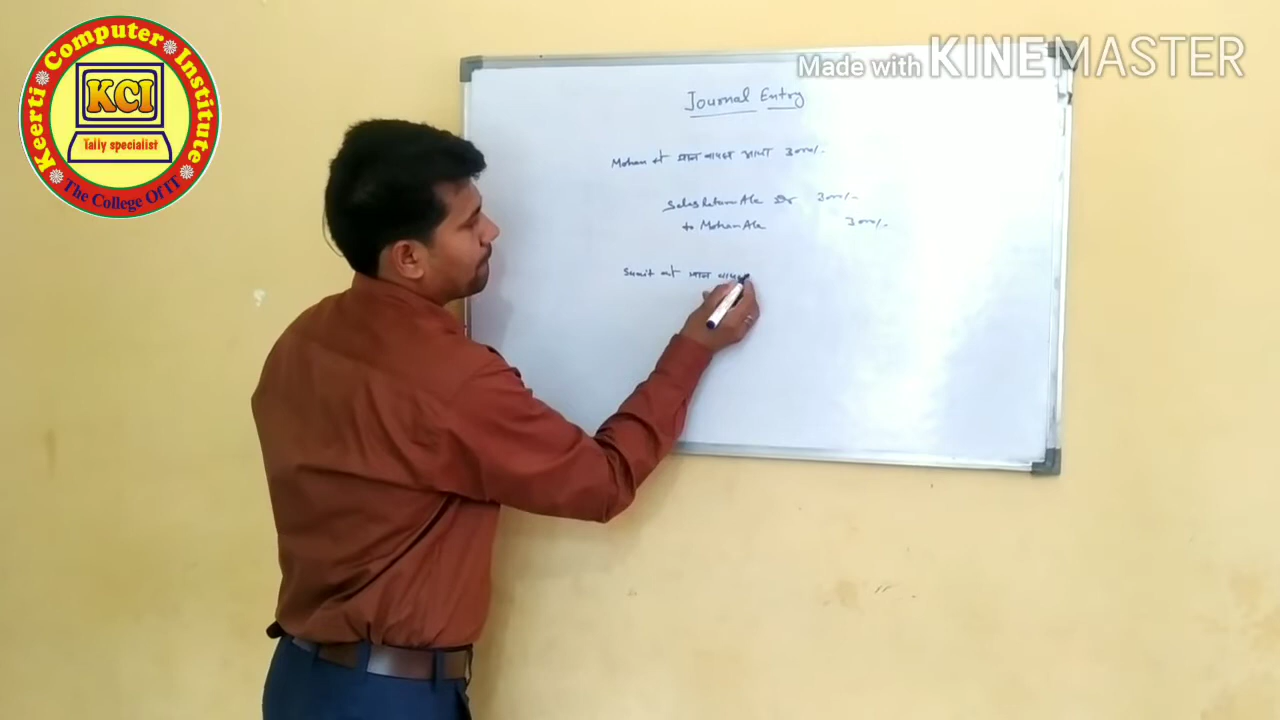 Keerti Computer Institute
KCI
Tally specialist
The College Of IT
Made with KINEMASTER
Journal Entry
Mohan से माल वापस आया 3000/-
Sales Return A/c Dr 3000/-
to Mohan A/c 3000/-
Sumit को माल वापस